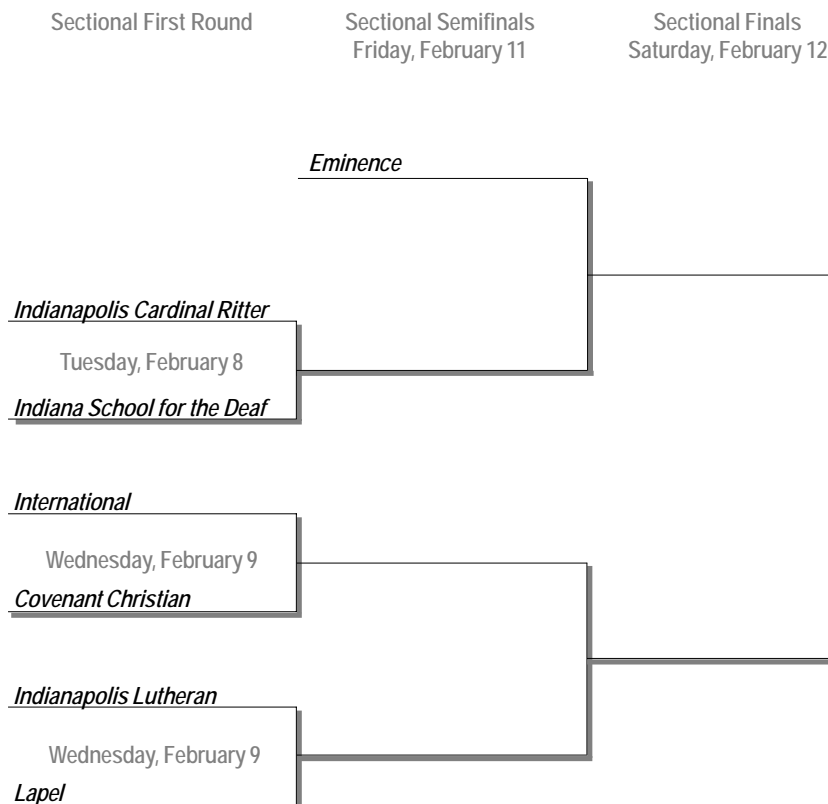 Sectional First Round
Sectional Semifinals
Friday, February 11
Sectional Finals
Saturday, February 12
Eminence
Indianapolis Cardinal Ritter
Tuesday, February 8
Indiana School for the Deaf
International
Wednesday, February 9
Covenant Christian
Indianapolis Lutheran
Wednesday, February 9
Lapel